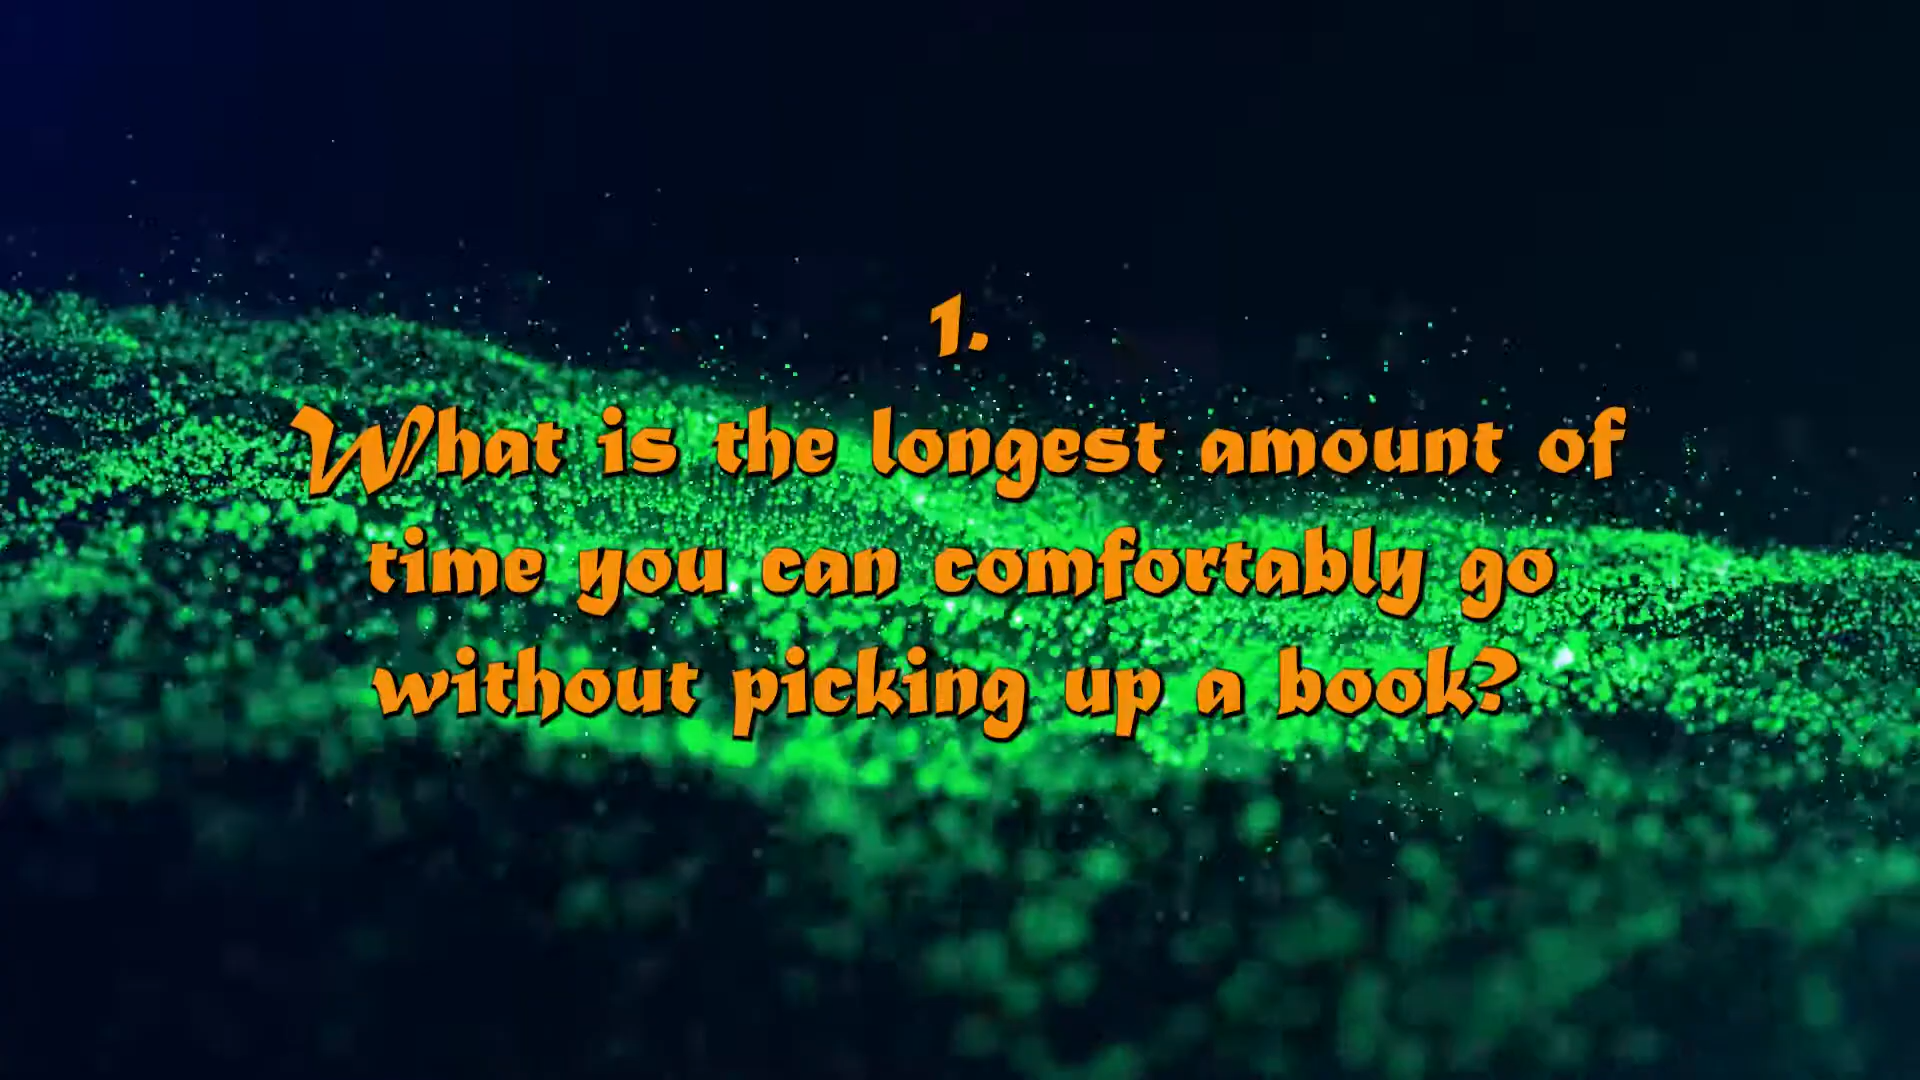 1.
What is the longest amount of
time you can comfortably go
without picking up a book?